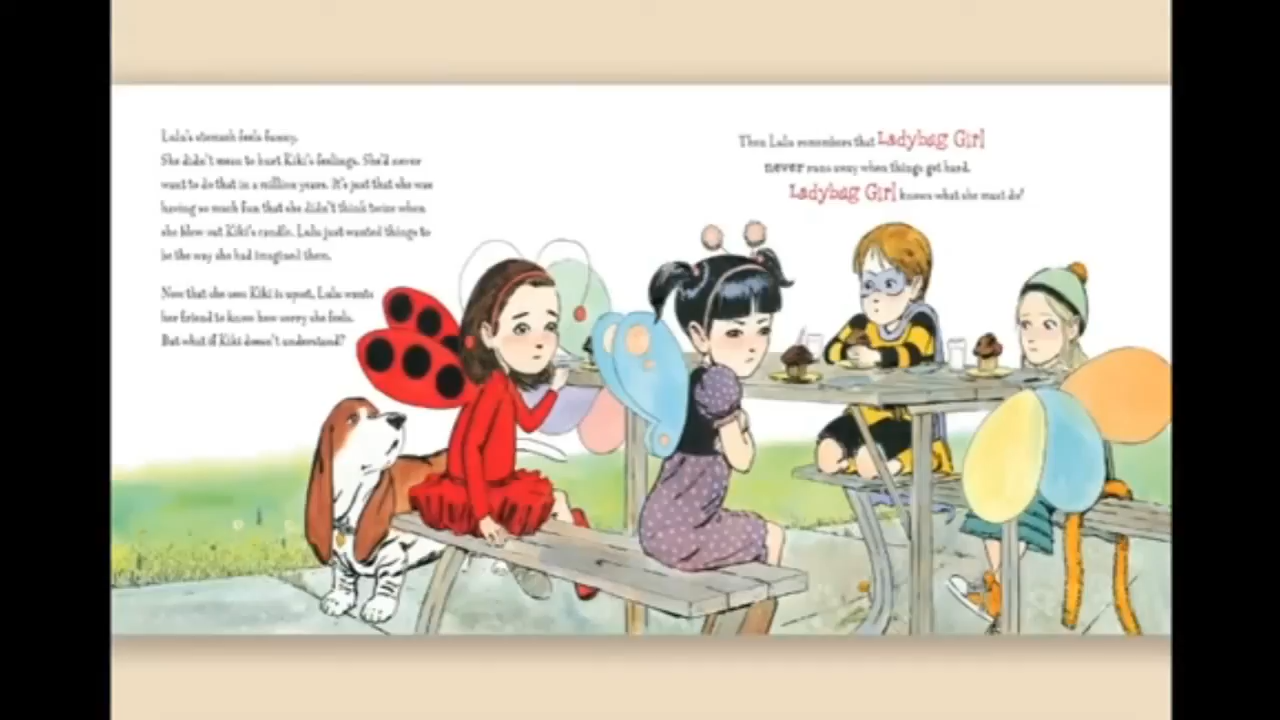 Lulu's stomach feels funny.
She didn't mean to hurt Kiki's feelings. She'd never
want to do that in a million years. It's just that she was
having so much fun that she didn't think twice when
she blew out Kiki's candle. Lulu just wanted things to
be the way she had imagined them.
Now that she sees Kiki is upset, Lulu wants
her friend to know how sorry she feels.
But what if Kiki doesn't understand?
Then Lulu remembers that Ladybug Girl
never runs away when things get hard.
Ladybug Girl knows what she must do!